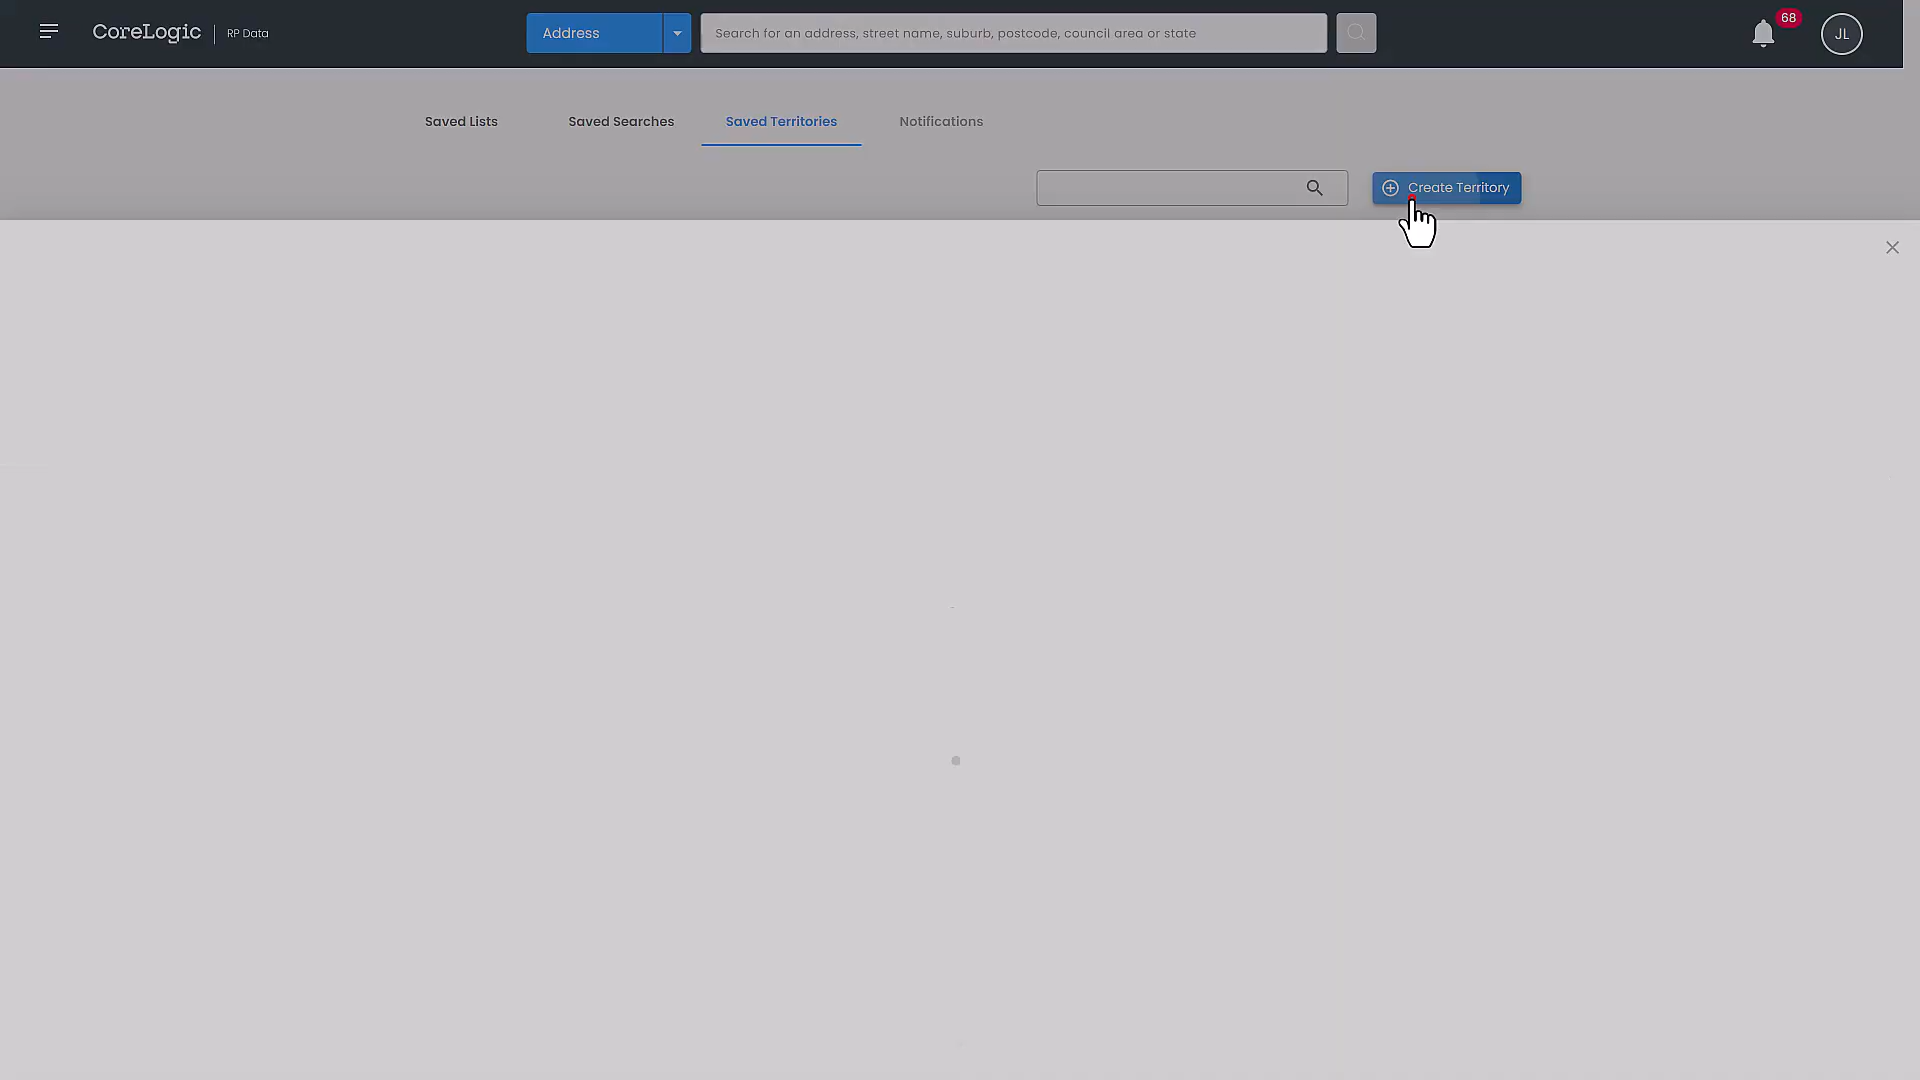 CoreLogic | RP Data
Address
Search for an address, street name, suburb, postcode, council area or state
68
JL
Saved Lists
Saved Searches
Saved Territories
Notifications
Create Territory